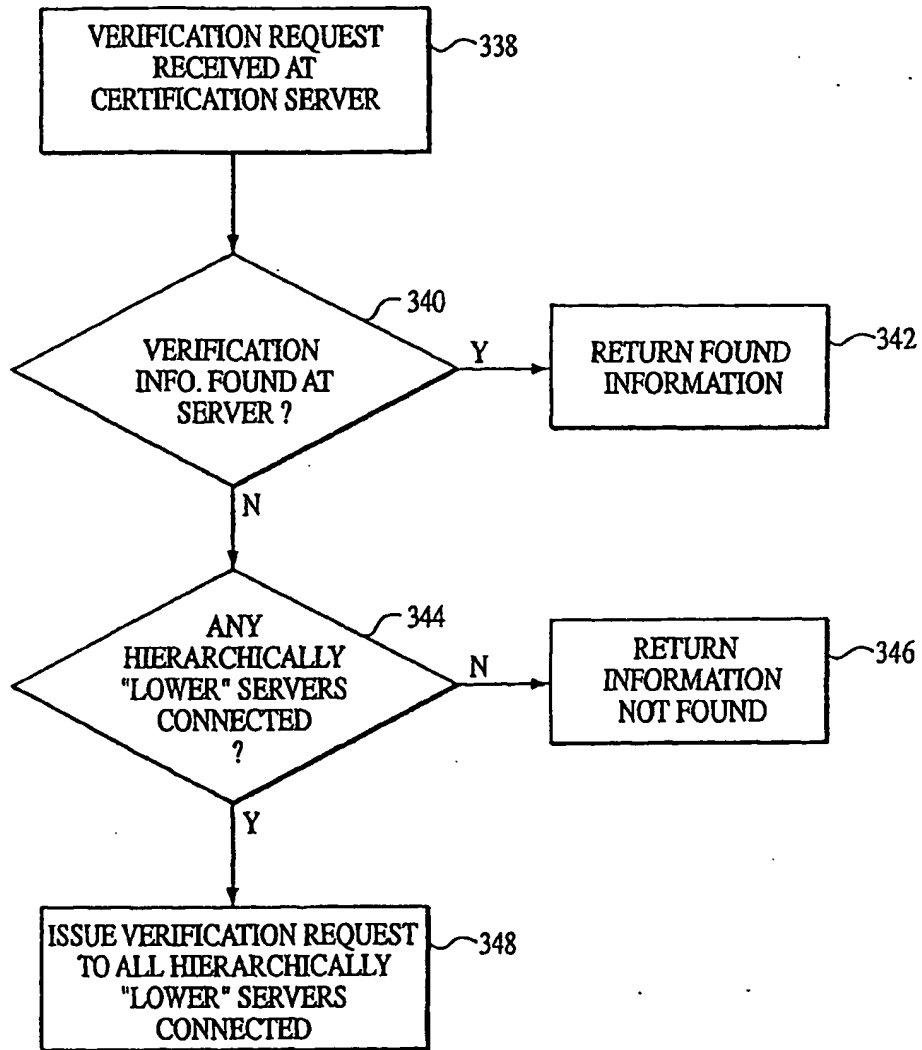 VERIFICATION REQUEST
RECEIVED AT
CERTIFICATION SERVER
338
340
VERIFICATION
INFO. FOUND AT
SERVER ?
Y
RETURN FOUND
INFORMATION
342
N
ANY
HIERARCHICALLY
"LOWER" SERVERS
CONNECTED
?
344
N
RETURN
INFORMATION
NOT FOUND
346
Y
ISSUE VERIFICATION REQUEST
TO ALL HIERARCHICALLY
"LOWER" SERVERS
CONNECTED
348